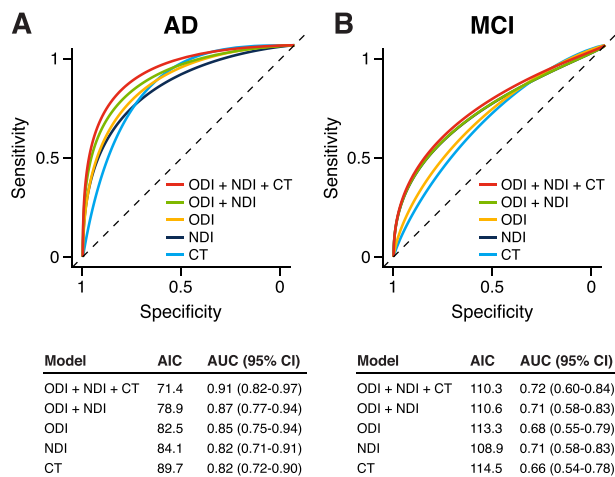 A
AD
1
0.5
0
Sensitivity
ODI + NDI + CT
ODI + NDI
ODI
NDI
CT
1
0.5
0
Specificity
B
MCI
1
0.5
0
Sensitivity
ODI + NDI + CT
ODI + NDI
ODI
NDI
CT
1
0.5
0
Specificity
Model AIC AUC (95% CI)
ODI + NDI + CT 71.4 0.91 (0.82-0.97)
ODI + NDI 78.9 0.87 (0.77-0.94)
ODI 82.5 0.85 (0.75-0.94)
NDI 84.1 0.82 (0.71-0.91)
CT 89.7 0.82 (0.72-0.90)
Model AIC AUC (95% CI)
ODI + NDI + CT 110.3 0.72 (0.60-0.84)
ODI + NDI 110.6 0.71 (0.58-0.83)
ODI 113.3 0.68 (0.55-0.79)
NDI 108.9 0.71 (0.58-0.83)
CT 114.5 0.66 (0.54-0.78)